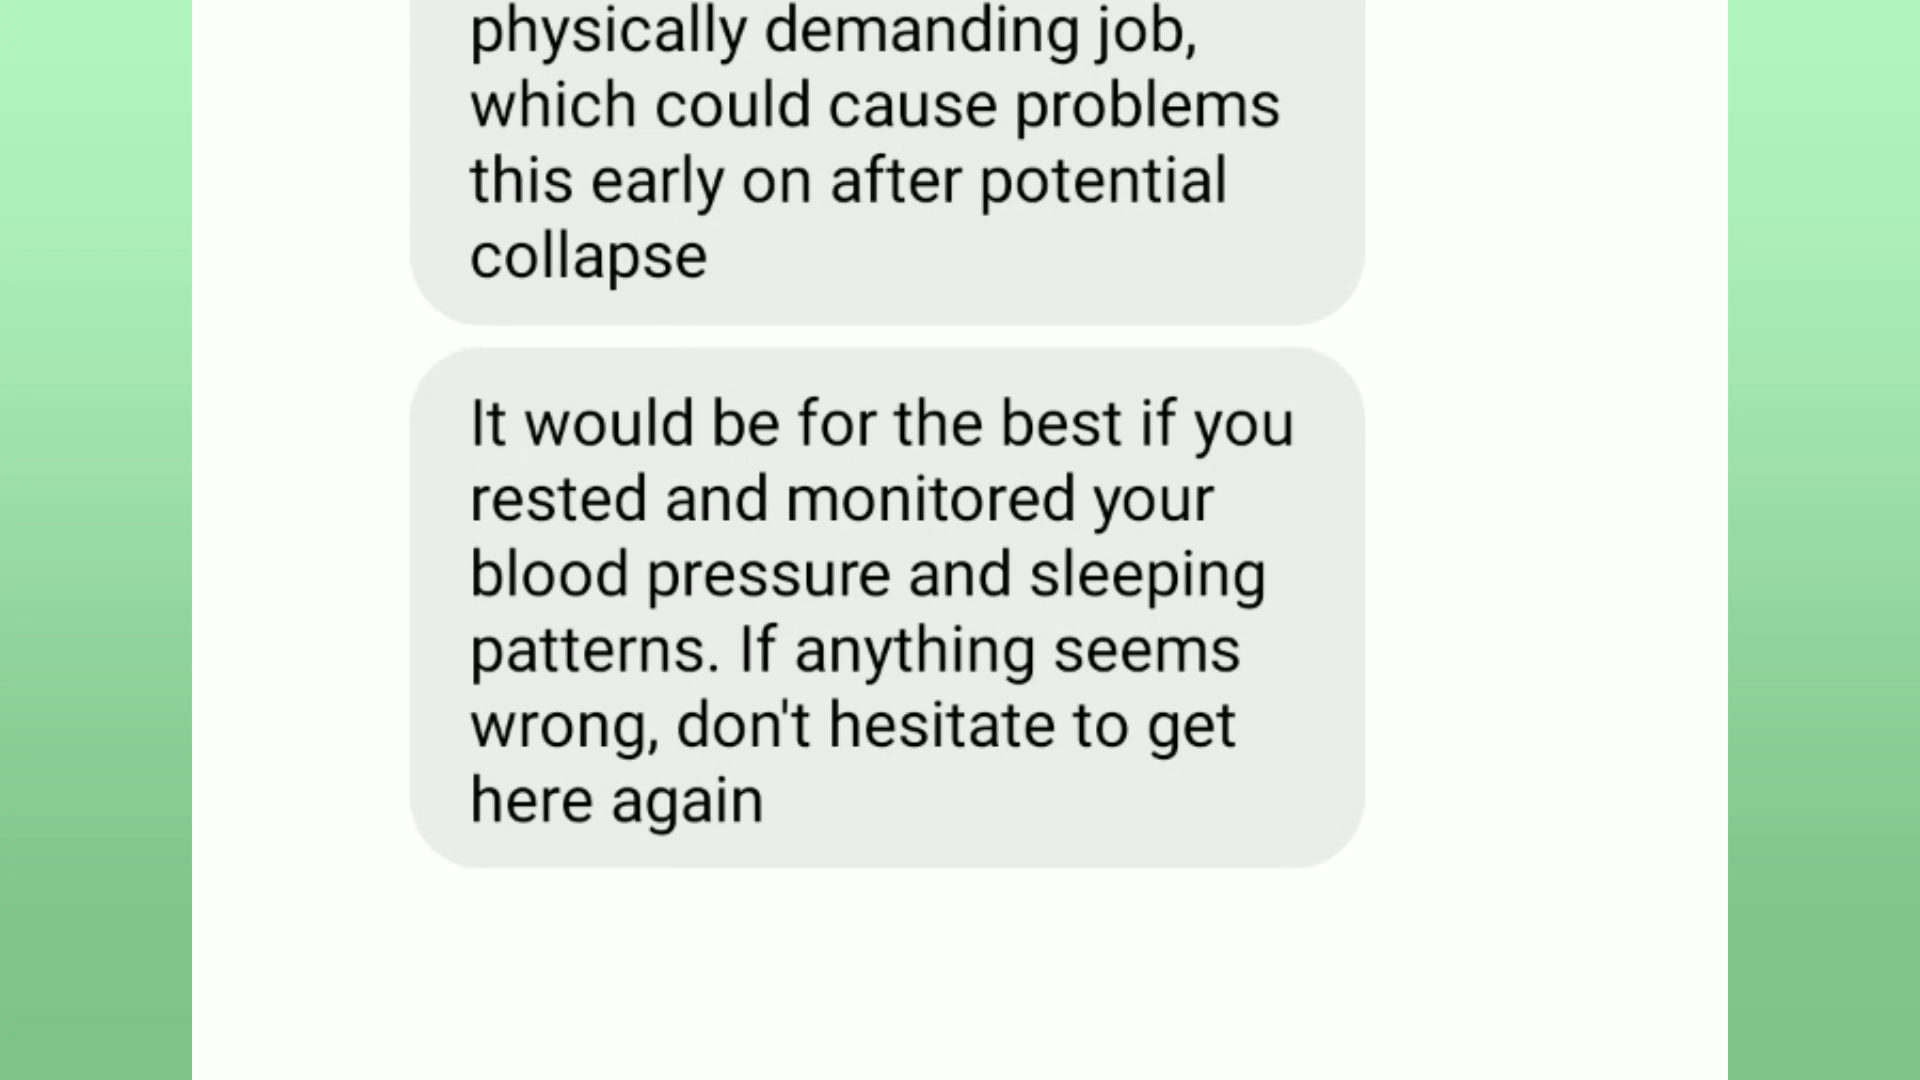 physically demanding job,
which could cause problems
this early on after potential
collapse
It would be for the best if you
rested and monitored your
blood pressure and sleeping
patterns. If anything seems
wrong, don't hesitate to get
here again